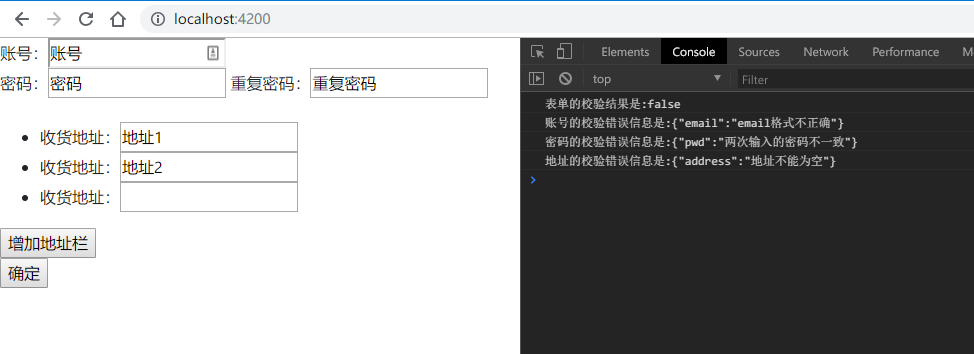 localhost:4200
账号：账号
密码：密码 重复密码：重复密码
收货地址：地址1
收货地址：地址2
收货地址：
增加地址栏
确定
Elements Console Sources Network Performance M
top Filter
表单的校验结果是:false
账号的校验错误信息是:{"email":"email格式不正确"}
密码的校验错误信息是:{"pwd":"两次输入的密码不一致"}
地址的校验错误信息是:{"address":"地址不能为空"}